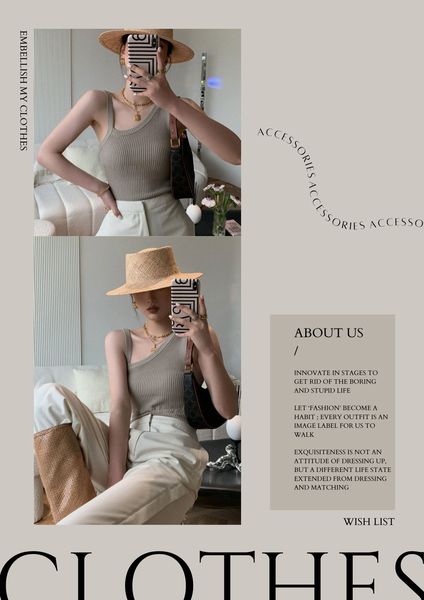 EMBELLISH MY CLOTHES
ACCESSORIES ACCESSORIES ACCESSO
ABOUT US
/
INNOVATE IN STAGES TO
GET RID OF THE BORING
AND STUPID LIFE
LET 'FASHION' BECOME A
HABIT ; EVERY OUTFIT IS AN
IMAGE LABEL FOR US TO
WALK
EXQUISITENESS IS NOT AN
ATTITUDE OF DRESSING UP,
BUT A DIFFERENT LIFE STATE
EXTENDED FROM DRESSING
AND MATCHING
WISH LIST
CLOTHES